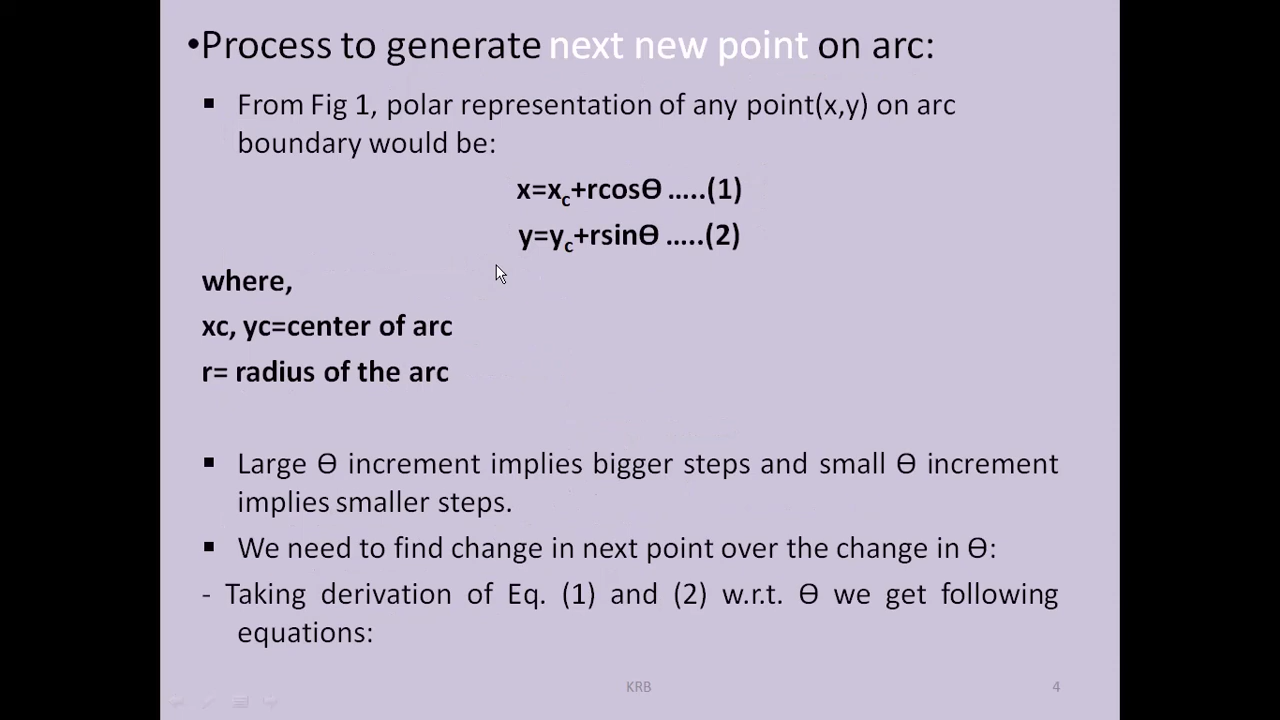 •Process to generate next new point on arc:
▪ From Fig 1, polar representation of any point(x,y) on arc
boundary would be:
x=xc+rcosϴ …..(1)
y=yc+rsinϴ …..(2)
where,
xc, yc=center of arc
r= radius of the arc
▪ Large ϴ increment implies bigger steps and small ϴ increment
implies smaller steps.
▪ We need to find change in next point over the change in ϴ:
- Taking derivation of Eq. (1) and (2) w.r.t. ϴ we get following
equations:
KRB
4